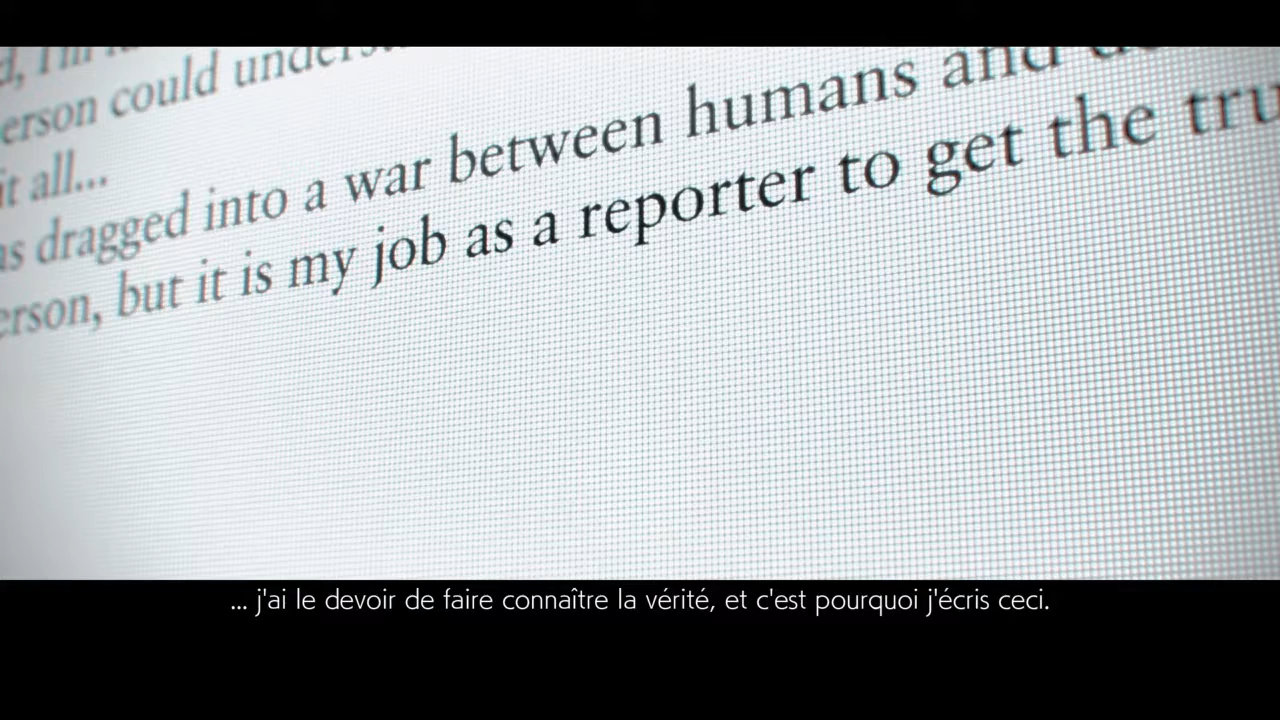 erson could
it all...
as dragged into a war between humans and
erson, but it is my job as a reporter to get the tru
... j'ai le devoir de faire connaître la vérité, et c'est pourquoi j'écris ceci.